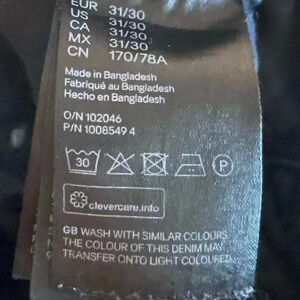 EUR 31/30
US 31/30
CA 31/30
MX 31/30
CN 170/78A
Made in Bangladesh
Fabriqué au Bangladesh
Hecho en Bangladesh
O/N 102046
P/N 1008549 4
30 P
clevercare.info
GB WASH WITH SIMILAR COLOURS.
THE COLOUR OF THIS DENIM MAY
TRANSFER ONTO LIGHT COLOURED